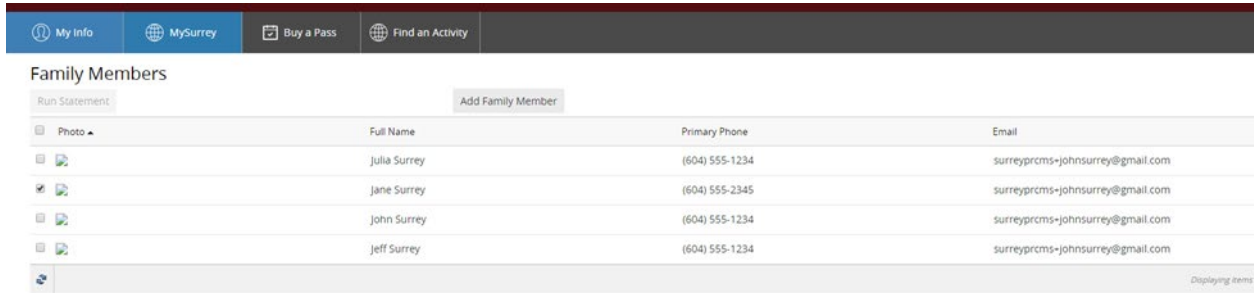 My Info MySurrey Buy a Pass Find an Activity
Family Members
Run Statement Add Family Member
Photo Full Name Primary Phone Email
Julia Surrey (604) 555-1234 surreyprcms+johnsurrey@gmail.com
Jane Surrey (604) 555-2345 surreyprcms+johnsurrey@gmail.com
John Surrey (604) 555-1234 surreyprcms+johnsurrey@gmail.com
Jeff Surrey (604) 555-1234 surreyprcms+johnsurrey@gmail.com
Displaying items